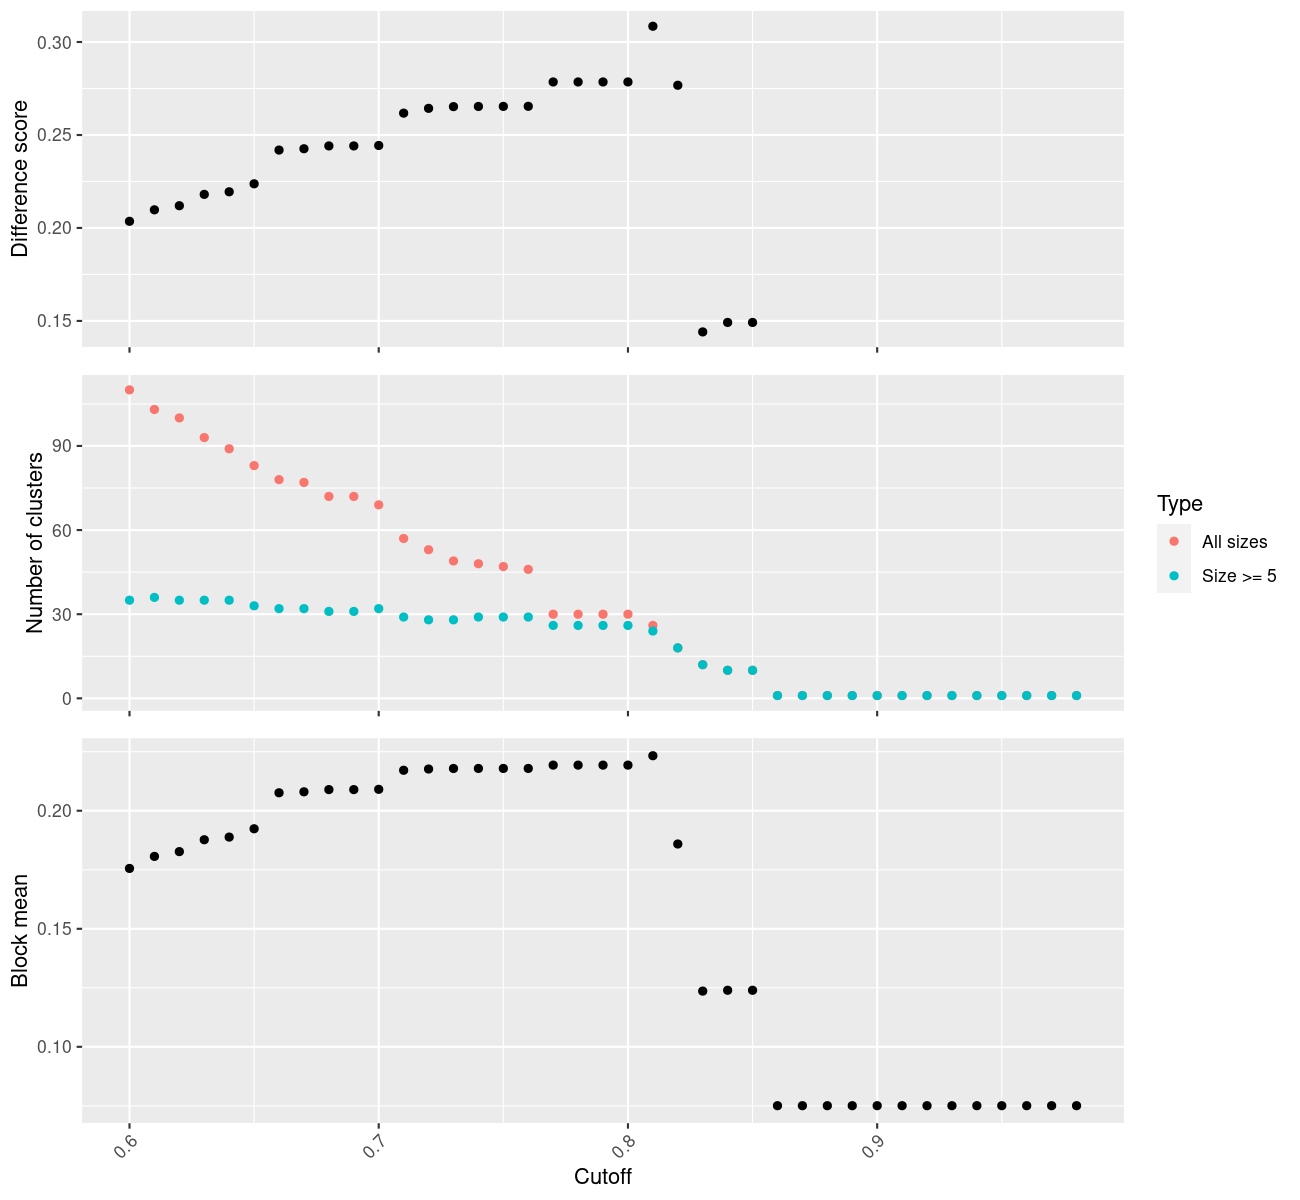 Difference score
0.30
0.25
0.20
0.15
Number of clusters
90
60
30
0
Type
All sizes
Size >= 5
Block mean
0.20
0.15
0.10
0.6
0.7
0.8
0.9
Cutoff